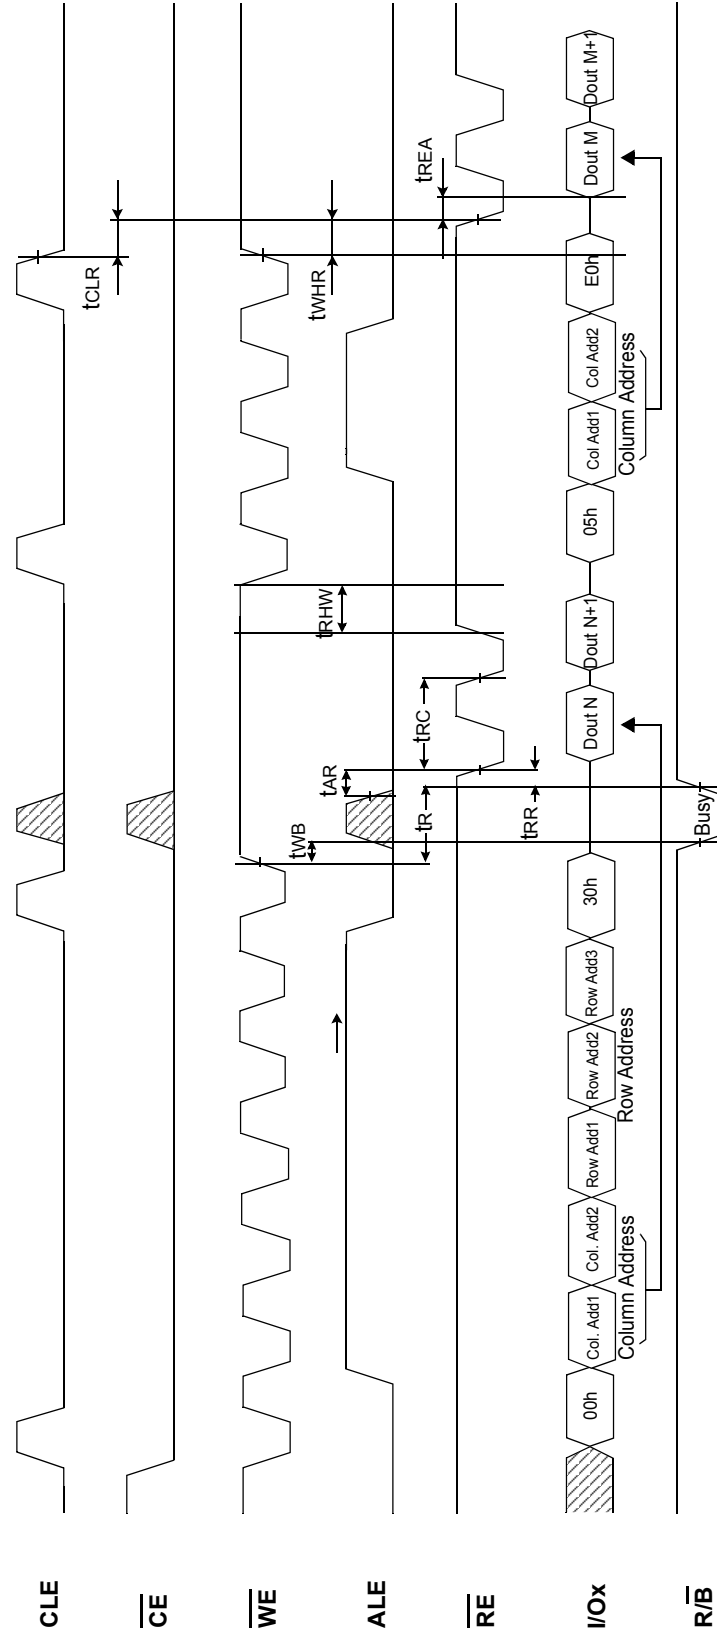 CLE
tCLR
CE
WE
tWB
tRHW
tWHR
ALE
tAR
tR
tRC
tREA
RE
tRR
I/Ox
00h
Col. Add1
Col. Add2
Row Add1
Row Add2
Row Add3
30h
Dout N
Dout N+1
05h
Col Add1
Col Add2
E0h
Dout M
Dout M+1
Column Address
Row Address
Column Address
R/B
Busy